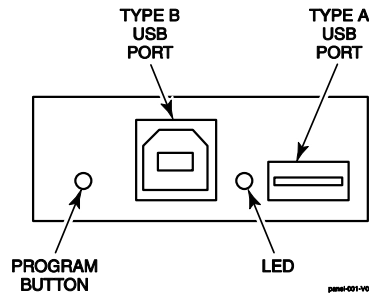 TYPE B
USB
PORT
TYPE A
USB
PORT
PROGRAM
BUTTON
LED
panel-001-V0